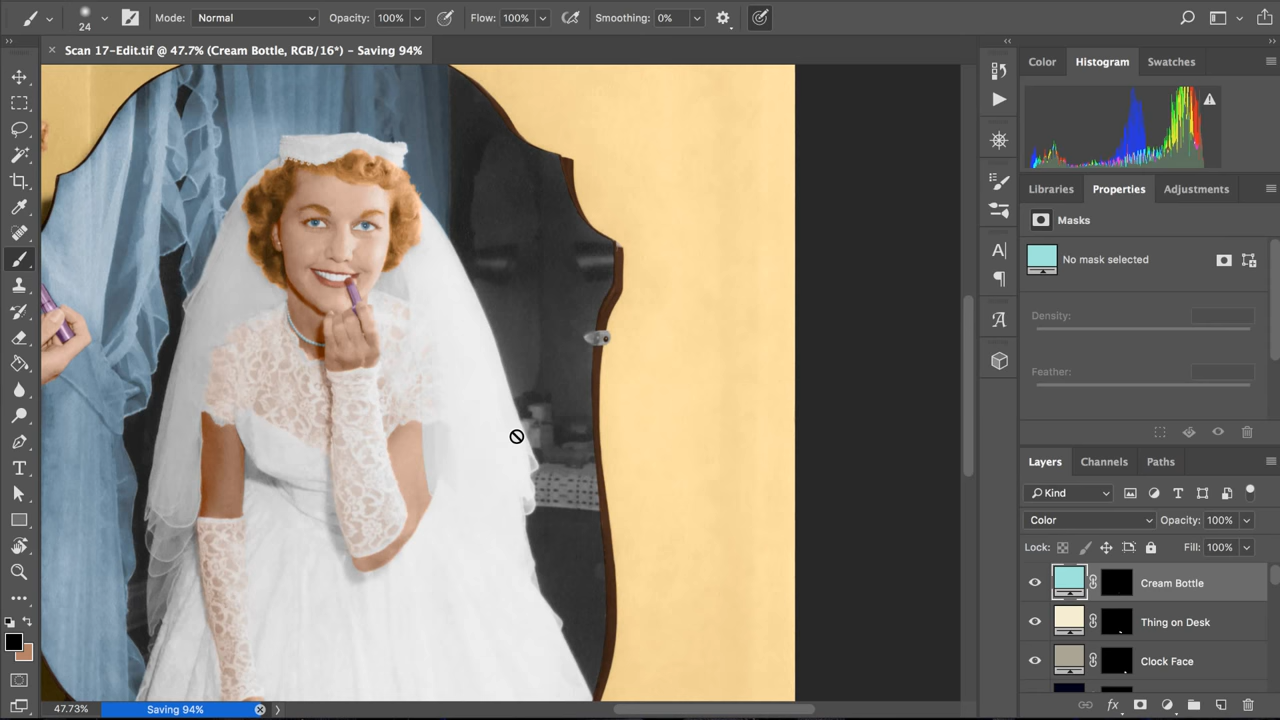 24 Mode: Normal Opacity: 100% Flow: 100% Smoothing: 0%
× Scan 17-Edit.tif @ 47.7% (Cream Bottle, RGB/16*) – Saving 94%
Color Histogram Swatches
Libraries Properties Adjustments
Masks
No mask selected
Density:
Feather:
Layers Channels Paths
Kind
Color Opacity: 100%
Lock: Fill: 100%
Cream Bottle
Thing on Desk
Clock Face
fx
47.73% Saving 94%